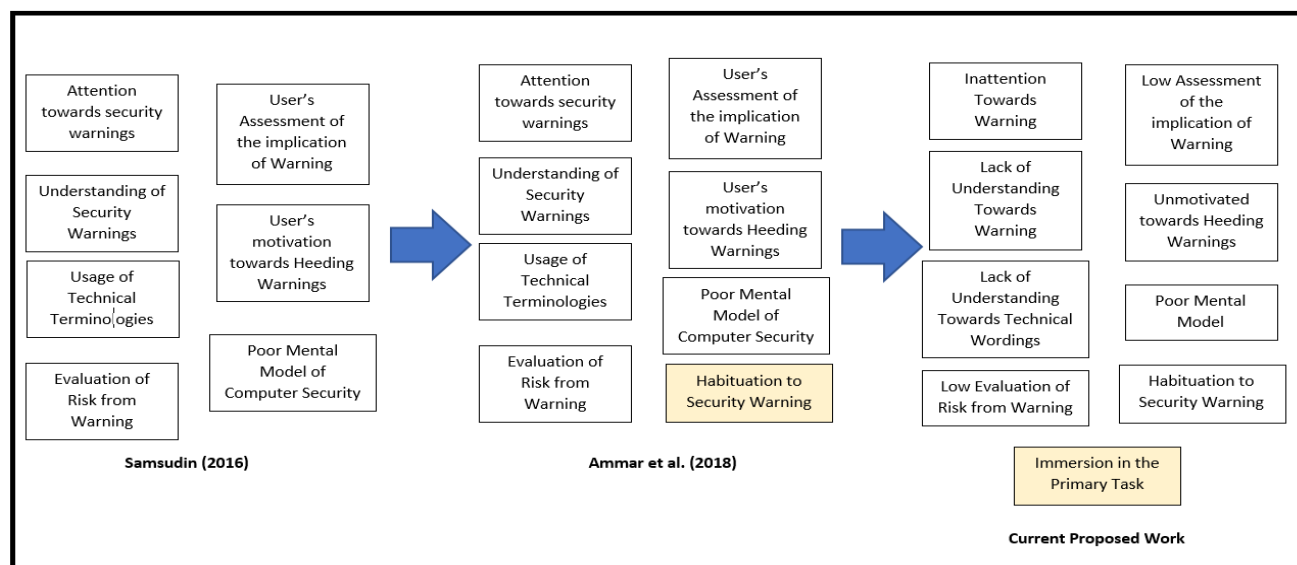 Attention
towards security
warnings
Understanding of
Security
Warnings
Usage of
Technical
Terminologies
Evaluation of
Risk from
Warning
User's
Assessment of
the implication
of Warning
User's
motivation
towards Heeding
Warnings
Poor Mental
Model of
Computer Security
Samsudin (2016)
Attention
towards security
warnings
Understanding of
Security
Warnings
Usage of
Technical
Terminologies
Evaluation of
Risk from
Warning
User's
Assessment of
the implication
of Warning
User's
motivation
towards Heeding
Warnings
Poor Mental
Model of
Computer Security
Habituation to
Security Warning
Ammar et al. (2018)
Inattention
Towards
Warning
Lack of
Understanding
Towards
Warning
Lack of
Understanding
Towards Technical
Wordings
Low Evaluation of
Risk from Warning
Low Assessment
of the
implication of
Warning
Unmotivated
towards Heeding
Warnings
Poor Mental
Model
Habituation to
Security Warning
Immersion in the
Primary Task
Current Proposed Work